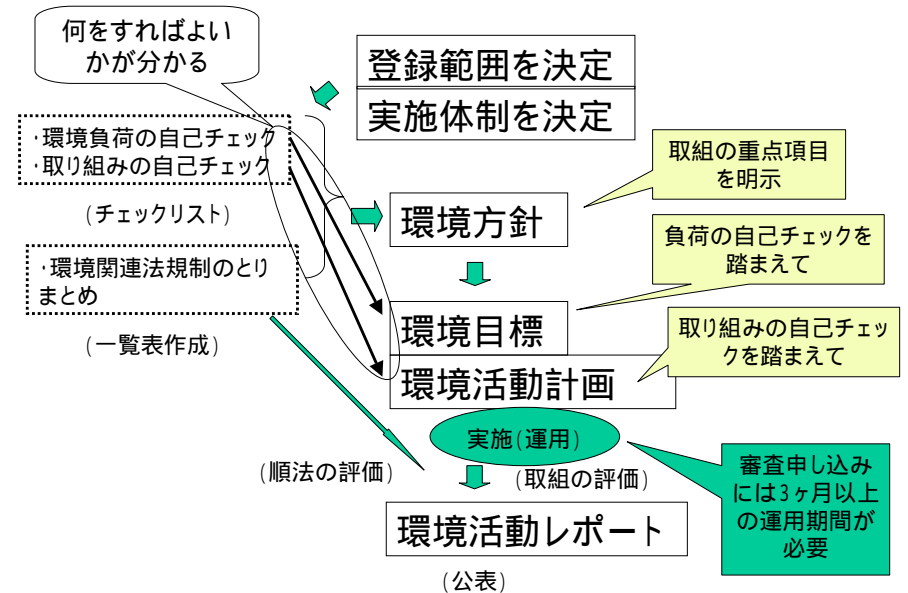 何をすればよい
かが分かる
登録範囲を決定
実施体制を決定
・環境負荷の自己チェック
・取り組みの自己チェック
(チェックリスト)
・環境関連法規制のとり
まとめ
(一覧表作成)
取組の重点項目
を明示
環境方針
負荷の自己チェックを
踏まえて
環境目標
取り組みの自己チェッ
クを踏まえて
環境活動計画
実施(運用)
(順法の評価)
(取組の評価)
審査申し込み
には3ヶ月以上
の運用期間が
必要
環境活動レポート
(公表)